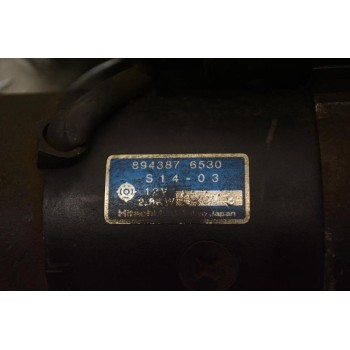 894387 6530
S14-03
12V
Hitachi Japan